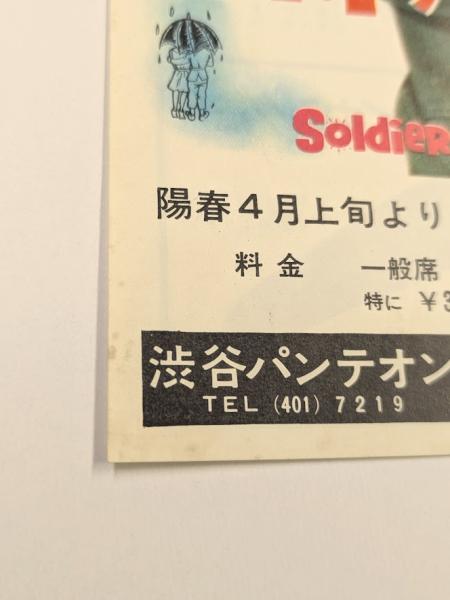 Soldier
陽春4月上旬より
料金 一般席
特に ¥3
渋谷パンテオン
TEL (401) 7219